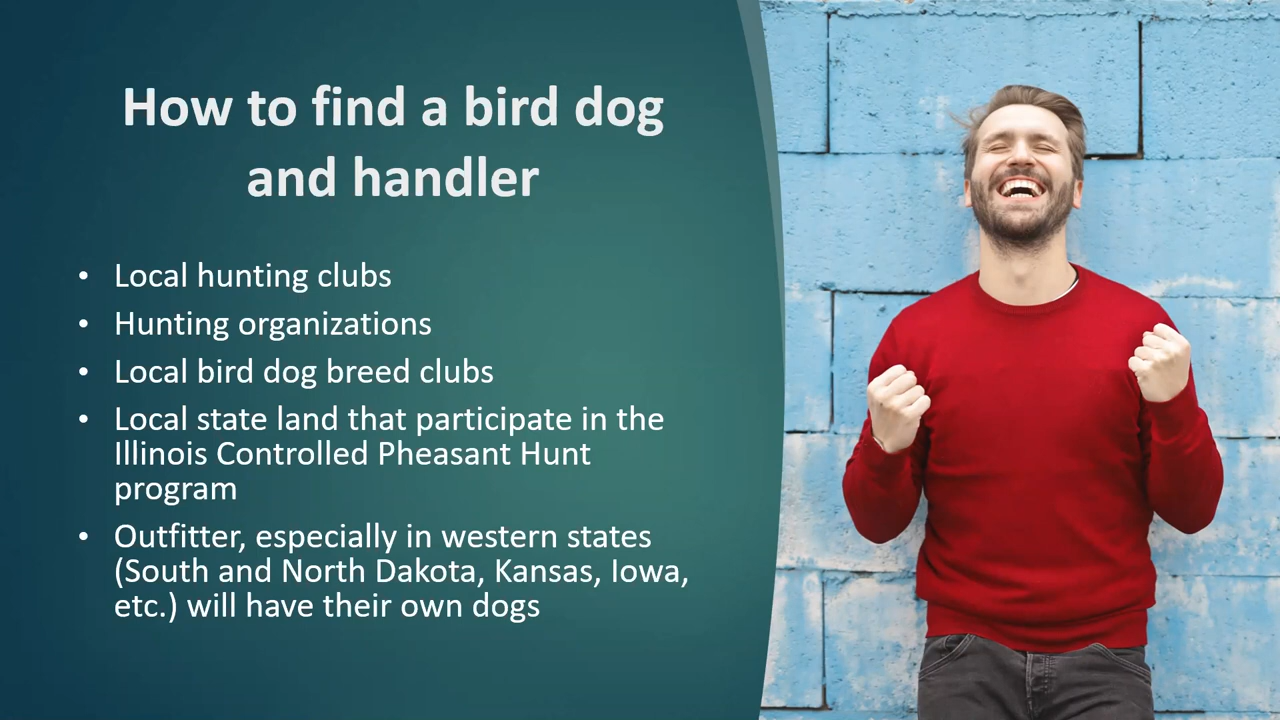 How to find a bird dog
and handler
• Local hunting clubs
• Hunting organizations
• Local bird dog breed clubs
• Local state land that participate in the
Illinois Controlled Pheasant Hunt
program
• Outfitter, especially in western states
(South and North Dakota, Kansas, Iowa,
etc.) will have their own dogs